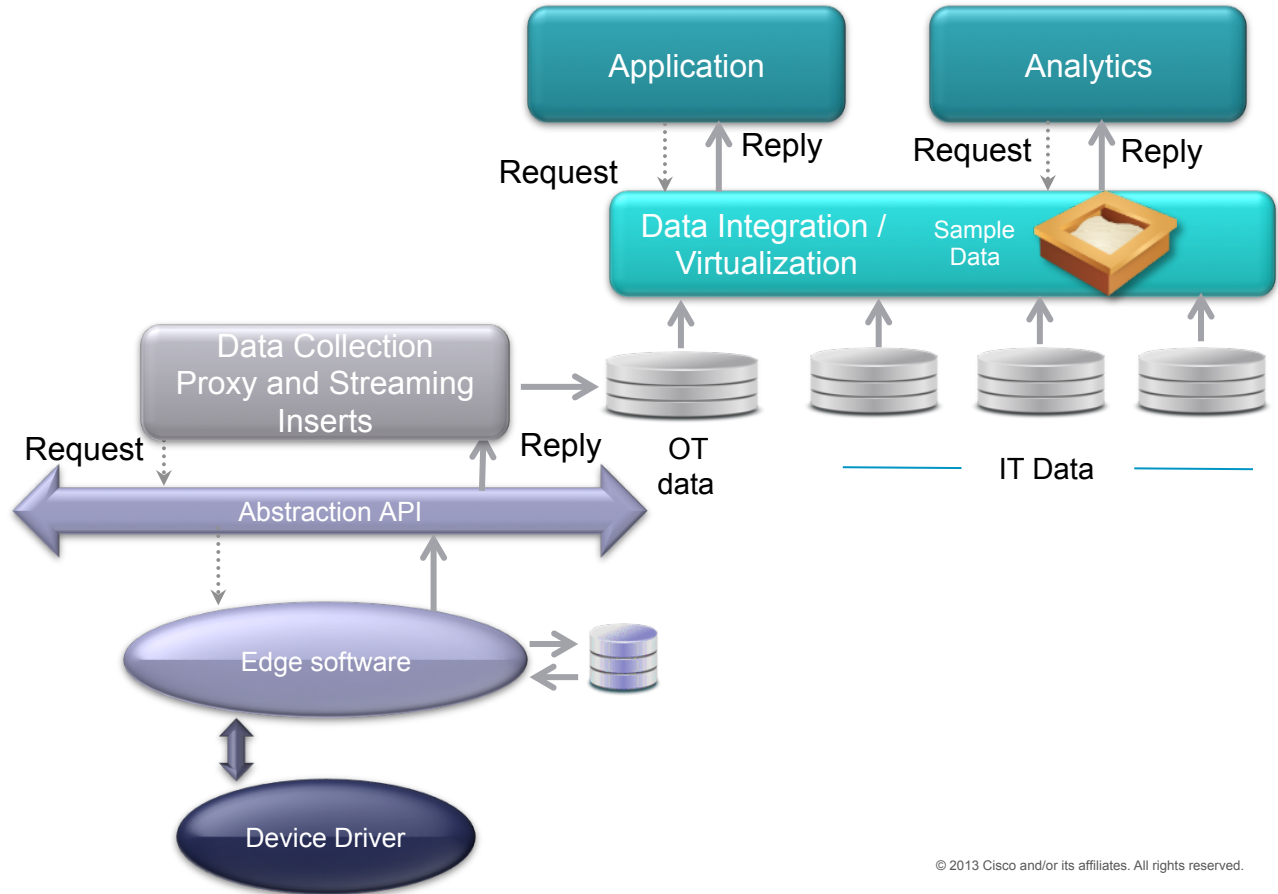 Application
Analytics
Request
Reply
Request
Reply
Data Integration /
Virtualization
Sample
Data
Data Collection
Proxy and Streaming
Inserts
Request
Reply
OT
data
IT Data
Abstraction API
Edge software
Device Driver
© 2013 Cisco and/or its affiliates. All rights reserved.